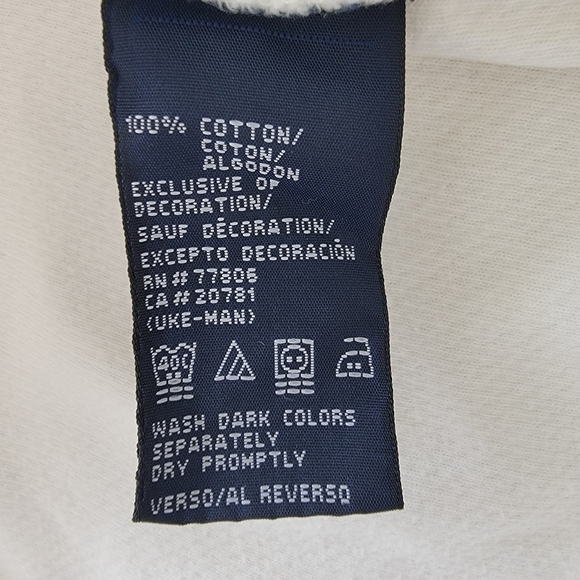 100% COTTON/
COTON/
ALGODON
EXCLUSIVE OF
DECORATION/
SAUF DÉCORATION/
EXCEPTO DECORACIÓN
RN # 77806
CA # 20781
(UKE-MAN)
40
WASH DARK COLORS
SEPARATELY
DRY PROMPTLY
VERSO/AL REVERSO